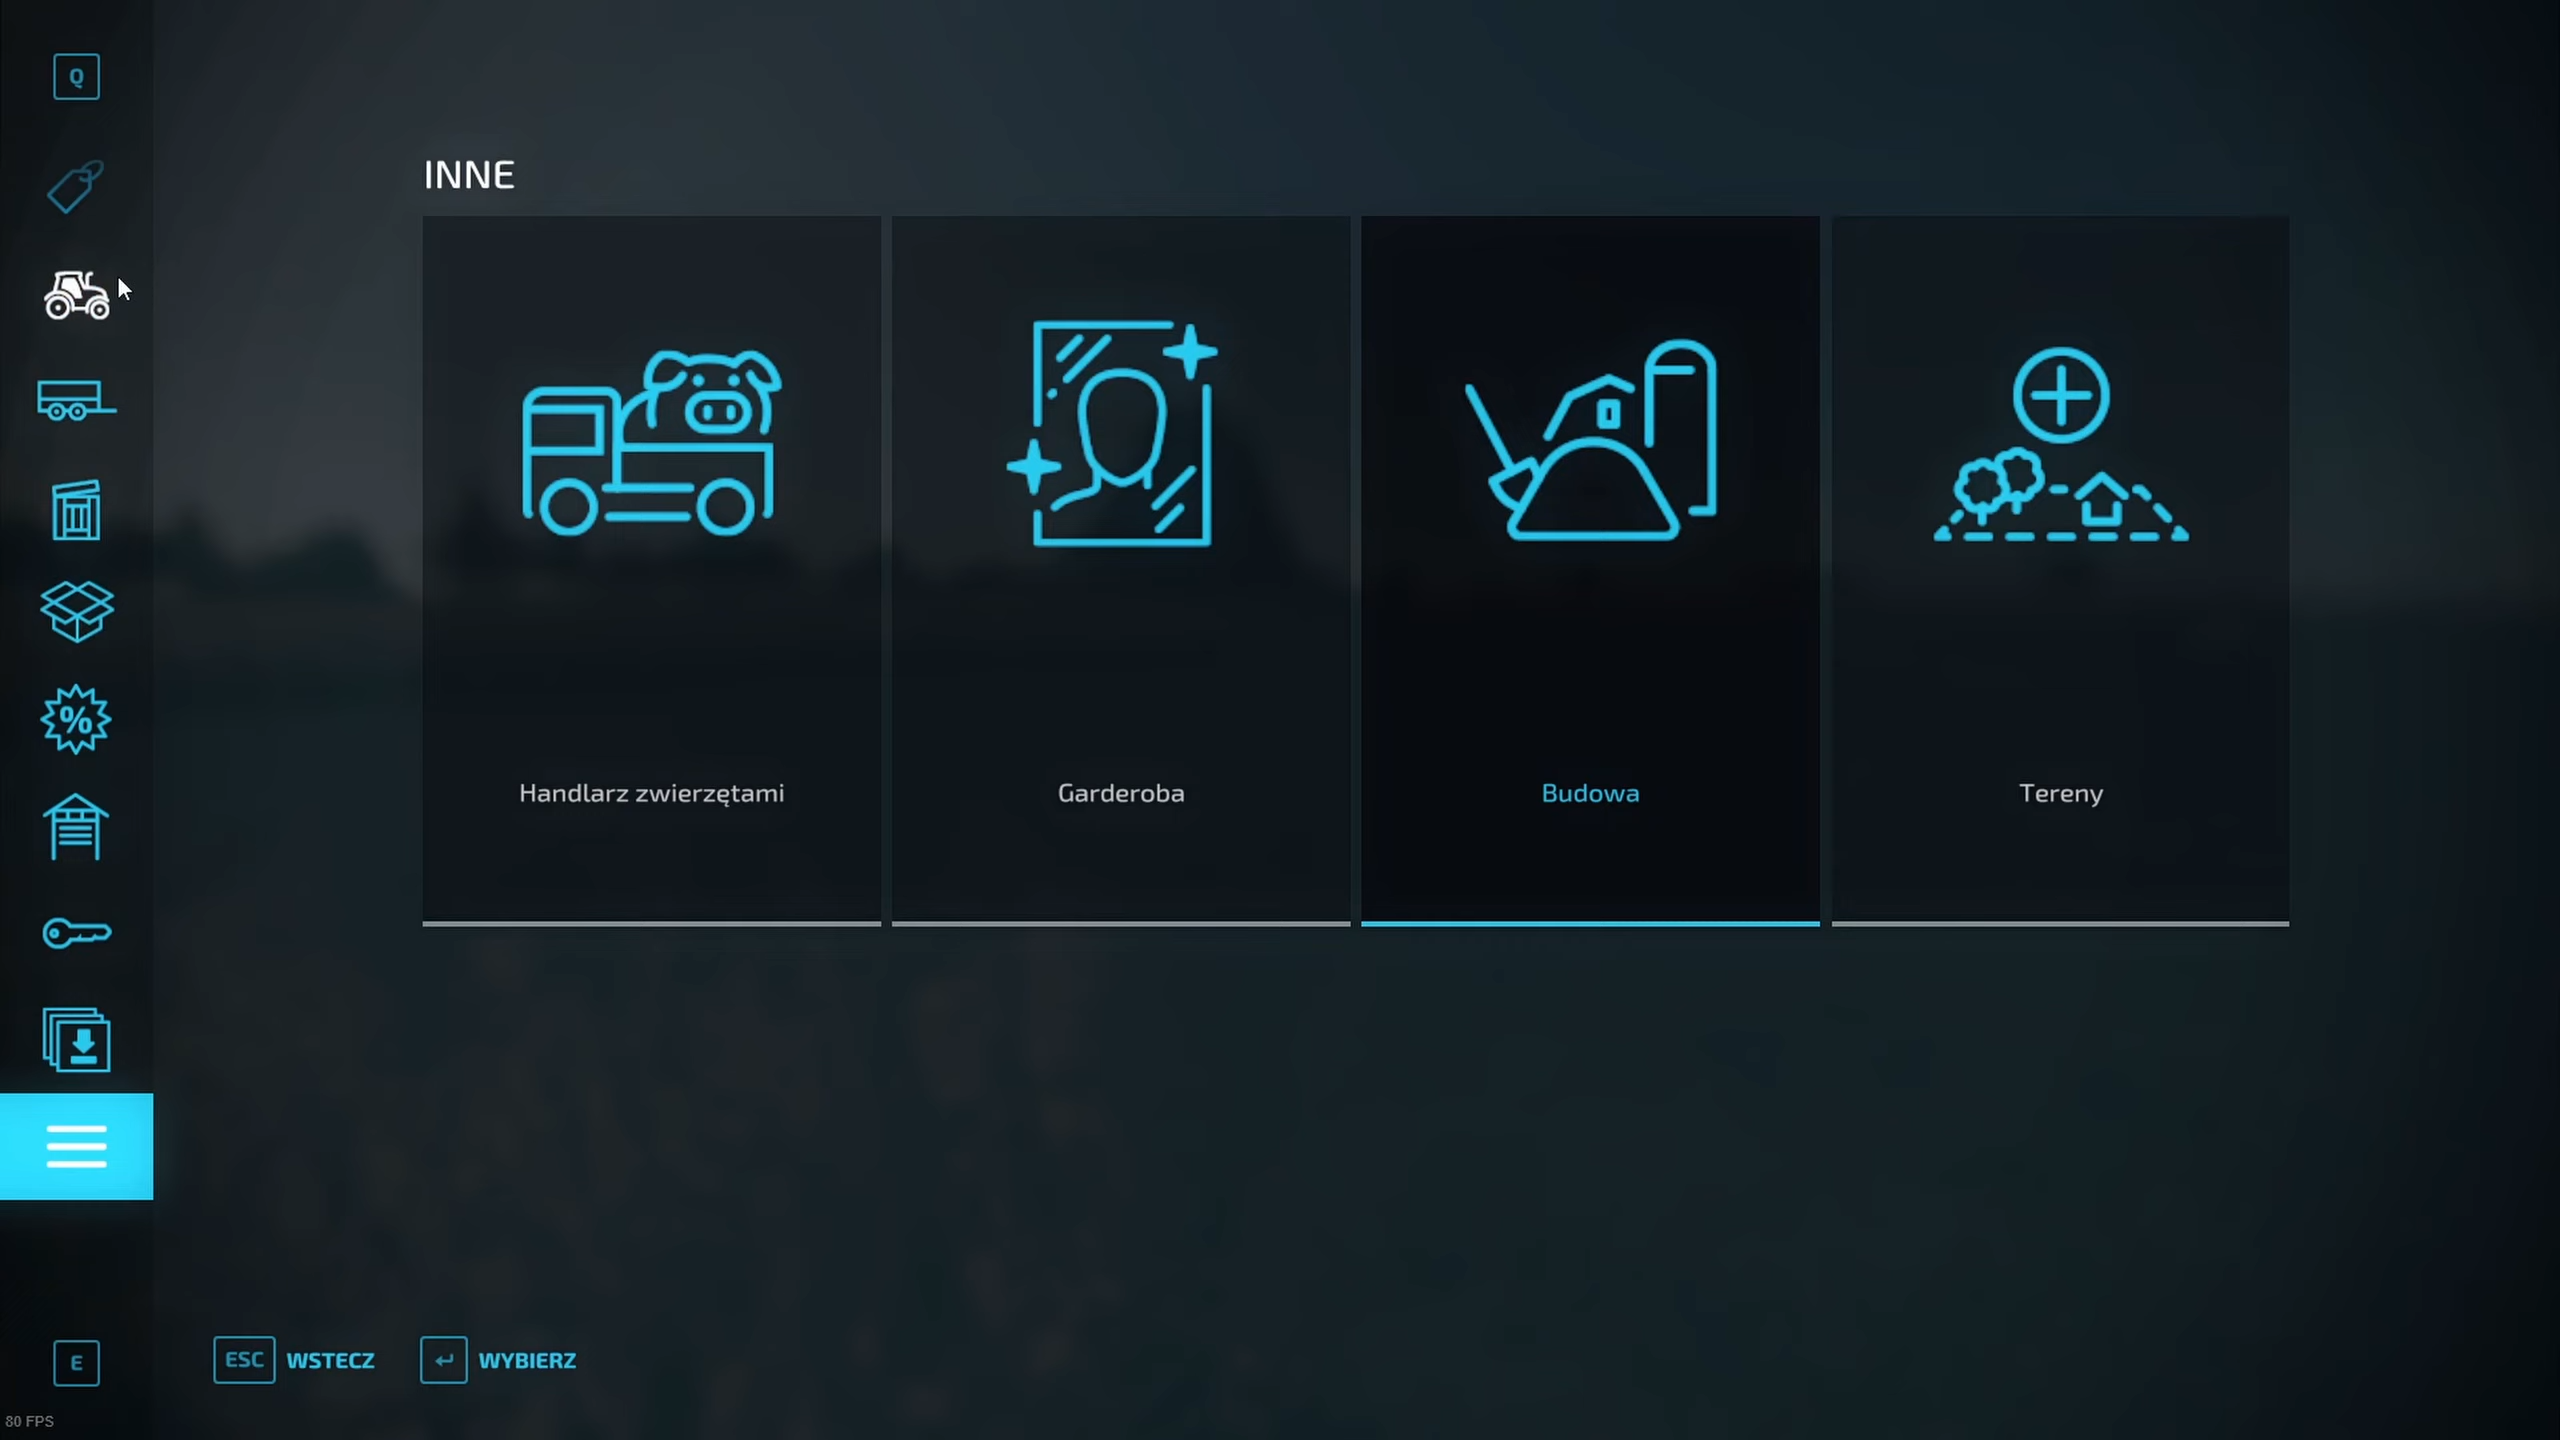 Q
INNE
Handlarz zwierzętami
Garderoba
Budowa
Tereny
%
E
ESC WSTECZ
↵ WYBIERZ
80 FPS